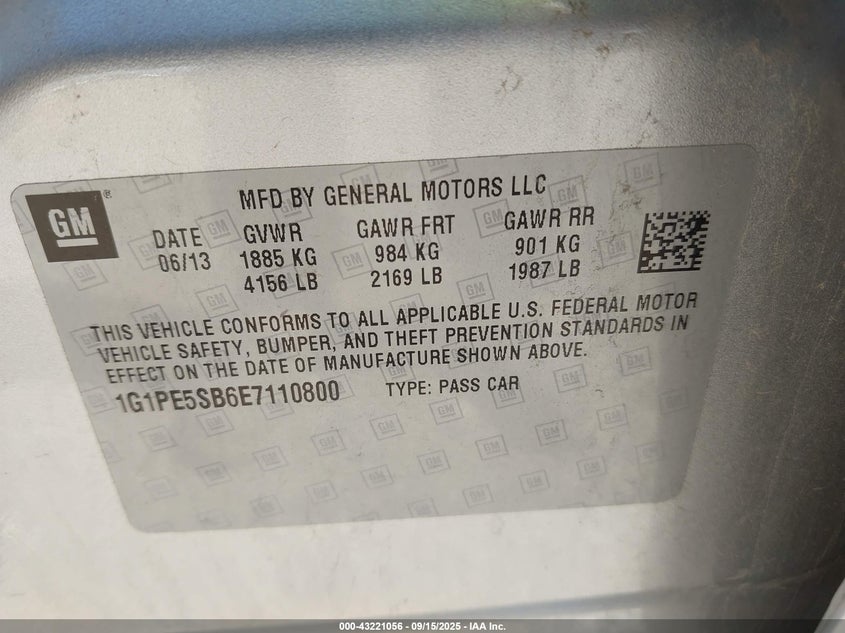 GM
MFD BY GENERAL MOTORS LLC
DATE GVWR GAWR FRT GAWR RR
06/13 1885 KG 984 KG 901 KG
4156 LB 2169 LB 1987 LB
THIS VEHICLE CONFORMS TO ALL APPLICABLE U.S. FEDERAL MOTOR
VEHICLE SAFETY, BUMPER, AND THEFT PREVENTION STANDARDS IN
EFFECT ON THE DATE OF MANUFACTURE SHOWN ABOVE.
1G1PE5SB6E7110800 TYPE: PASS CAR
000-43221056 - 09/15/2025 - IAA Inc.